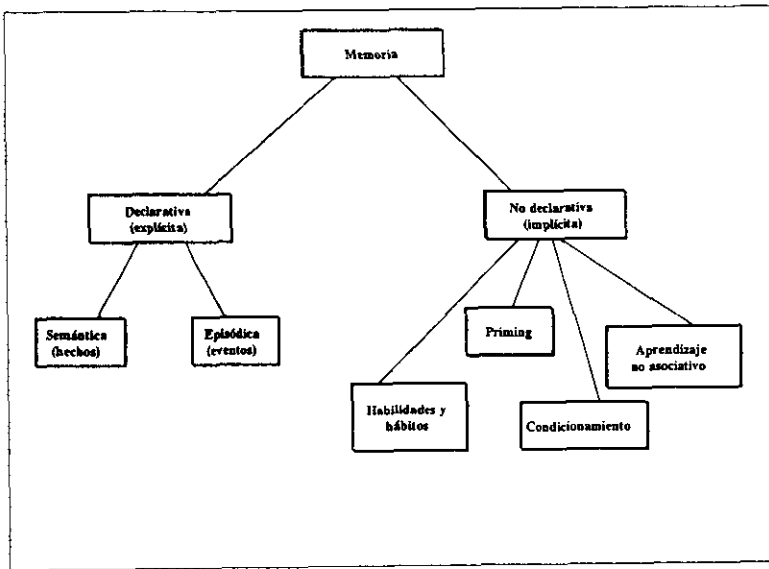 Memoria
Declarativa
(explícita)
No declarativa
(implícita)
Semántica
(hechos)
Episódica
(eventos)
Priming
Aprendizaje
no asociativo
Habilidades y
hábitos
Condicionamiento